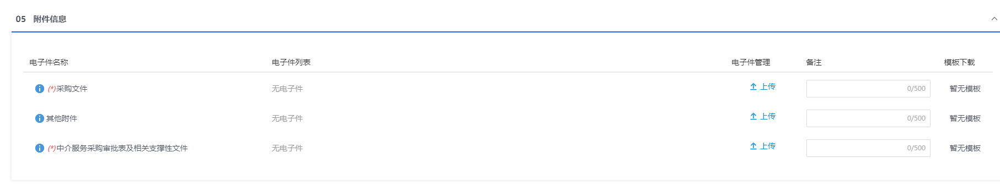 05 附件信息
电子件名称 电子件列表 电子件管理 备注 模板下载
(*)采购文件 无电子件 上传 0/500 暂无模板
其他附件 无电子件 上传 0/500 暂无模板
(*)中介服务采购审批表及相关支撑性文件 无电子件 上传 0/500 暂无模板